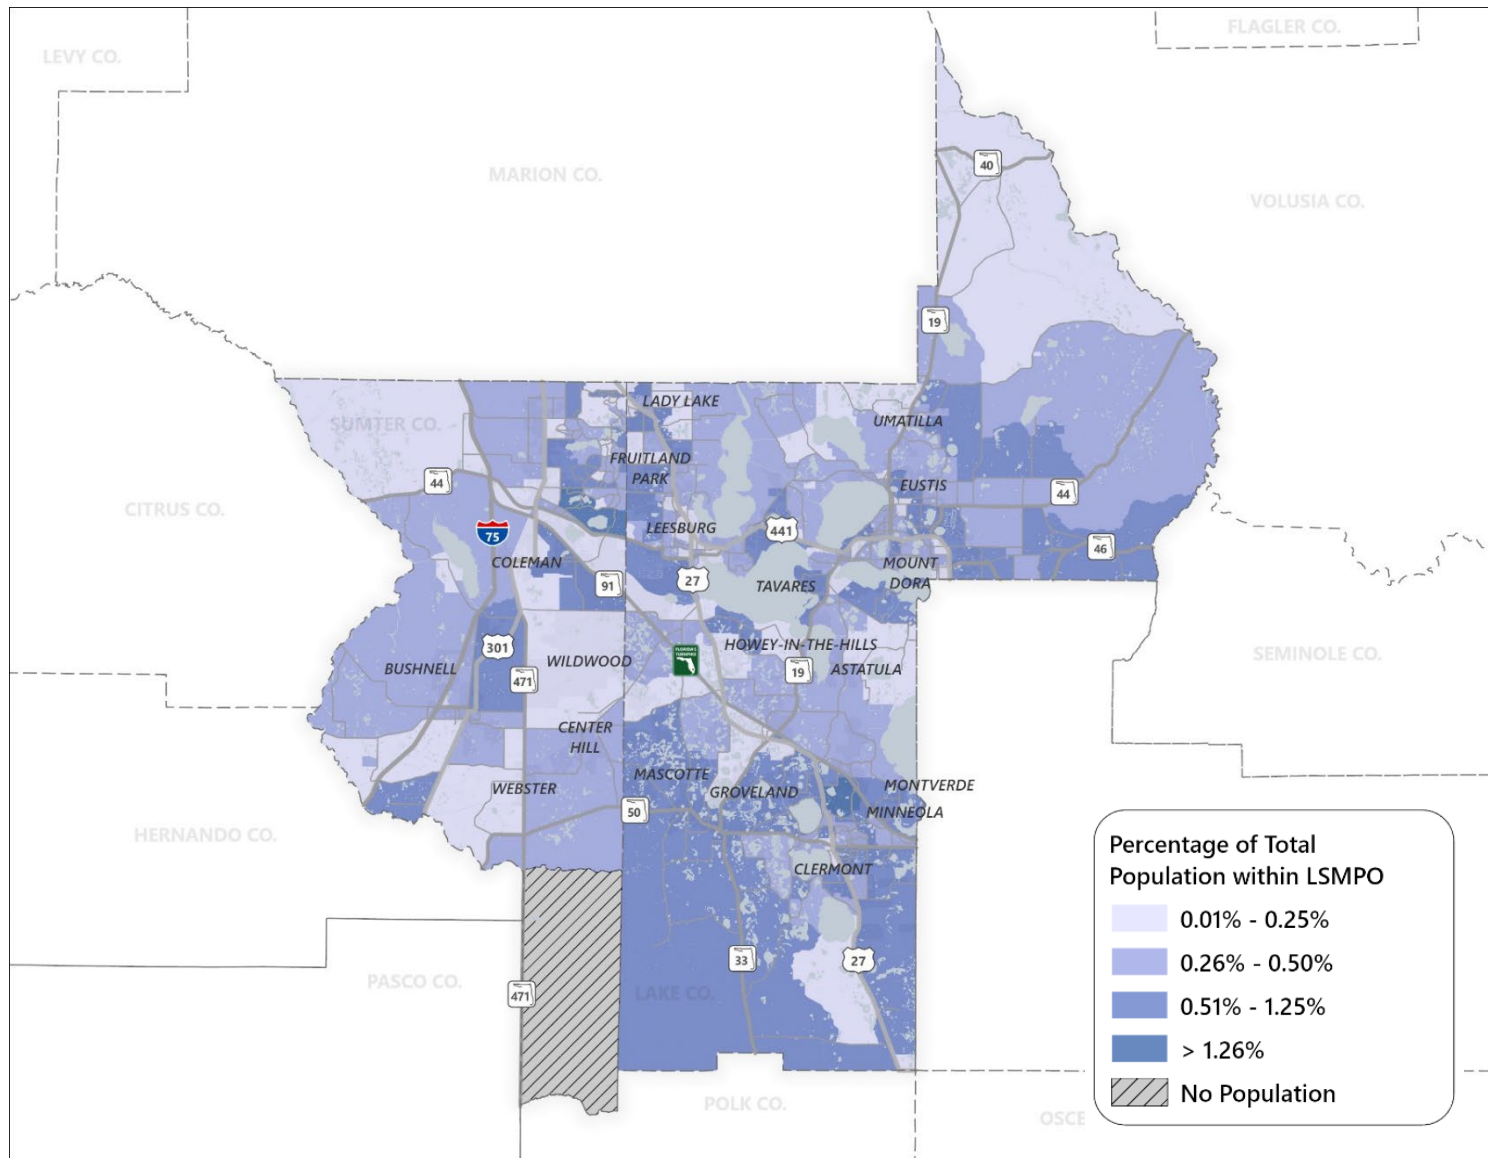 FLAGLER CO.
LEVY CO.
MARION CO.
40
VOLUSIA CO.
19
LADY LAKE
SUMTER CO.
UMATILLA
FRUITLAND
PARK
44
EUSTIS
44
CITRUS CO.
LEESBURG
441
75
46
COLEMAN
MOUNT
DORA
91
27
TAVARES
301
HOWEY-IN-THE-HILLS
SEMINOLE CO.
WILDWOOD
FLORIDA'S
TURNPIKE
BUSHNELL
471
19
ASTATULA
CENTER
HILL
MASCOTTE
WEBSTER
GROVELAND
MONTVERDE
50
MINNEOLA
HERNANDO CO.
CLERMONT
33
27
PASCO CO.
471
LAKE CO.
POLK CO.
OSCE
Percentage of Total
Population within LSMPO
0.01% - 0.25%
0.26% - 0.50%
0.51% - 1.25%
> 1.26%
No Population